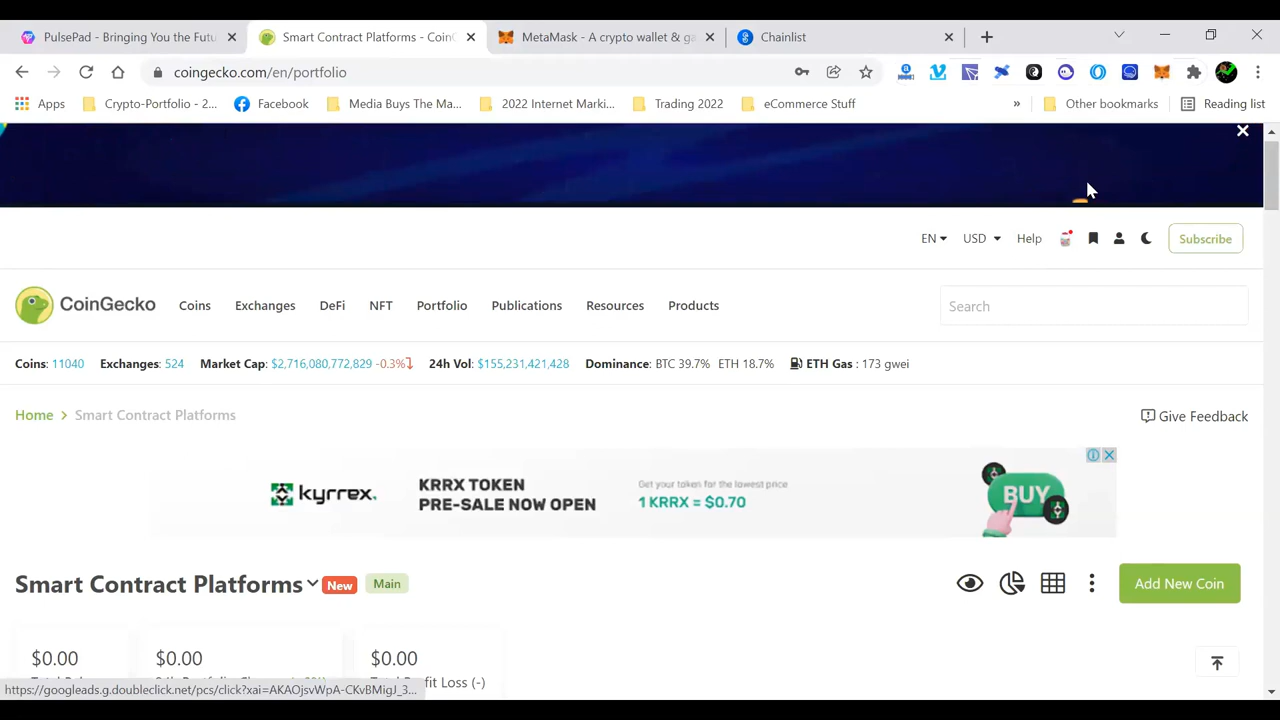 PulsePad - Bringing You the Futu
Smart Contract Platforms - CoinG
MetaMask - A crypto wallet & ga
Chainlist
coingecko.com/en/portfolio
Apps
Crypto-Portfolio - 2...
Facebook
Media Buys The Ma...
2022 Internet Marki...
Trading 2022
eCommerce Stuff
»
Other bookmarks
Reading list
EN
USD
Help
Subscribe
CoinGecko
Coins
Exchanges
DeFi
NFT
Portfolio
Publications
Resources
Products
Search
Coins: 11040
Exchanges: 524
Market Cap: $2,716,080,772,829 -0.3%
24h Vol: $155,231,421,428
Dominance: BTC 39.7% ETH 18.7%
ETH Gas : 173 gwei
Home > Smart Contract Platforms
Give Feedback
kyrrex.
KRRX TOKEN
PRE-SALE NOW OPEN
Get your token for the lowest price
1 KRRX = $0.70
BUY
Smart Contract Platforms
New
Main
Add New Coin
$0.00
$0.00
$0.00
https://googleads.g.doubleclick.net/pcs/click?xai=AKAOjsvWpA-CKvBMigJ_3...